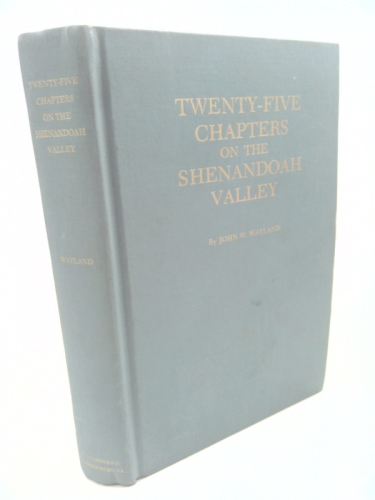 TWENTY-FIVE
CHAPTERS
ON THE
SHENANDOAH
VALLEY
By JOHN W. WAYLAND
TWENTY-FIVE
CHAPTERS
ON THE
SHENANDOAH
VALLEY
WAYLAND